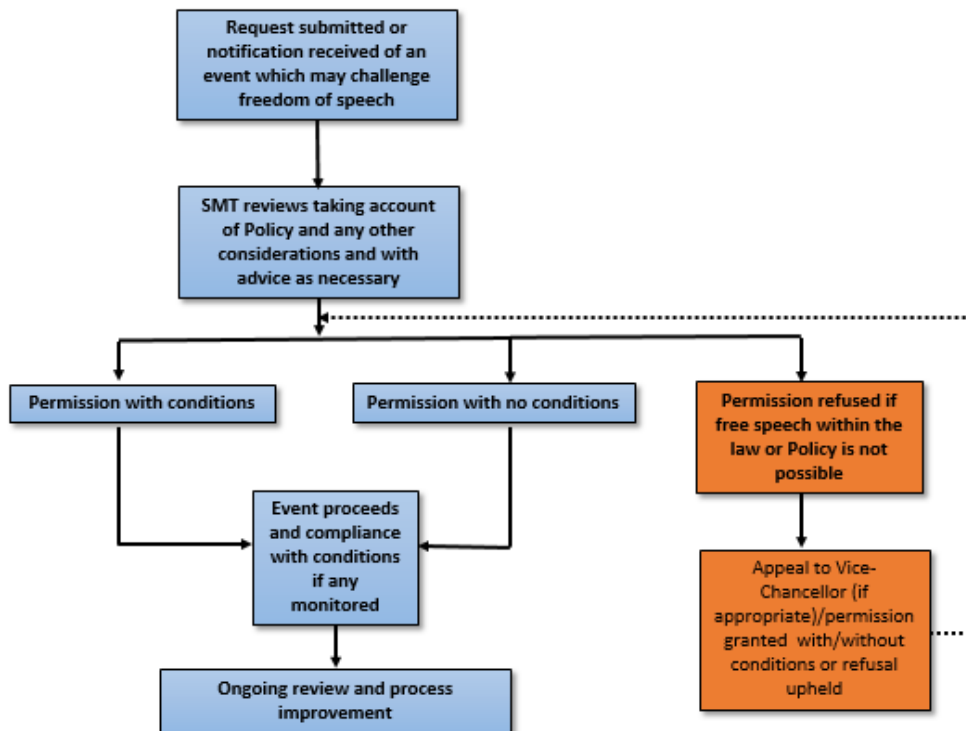 Request submitted or
notification received of an
event which may challenge
freedom of speech
SMT reviews taking account
of Policy and any other
considerations and with
advice as necessary
Permission with conditions
Permission with no conditions
Permission refused if
free speech within the
law or Policy is not
possible
Event proceeds
and compliance
with conditions
if any
monitored
Appeal to Vice-
Chancellor (if
appropriate)/permission
granted with/without
conditions or refusal
upheld
Ongoing review and process
improvement